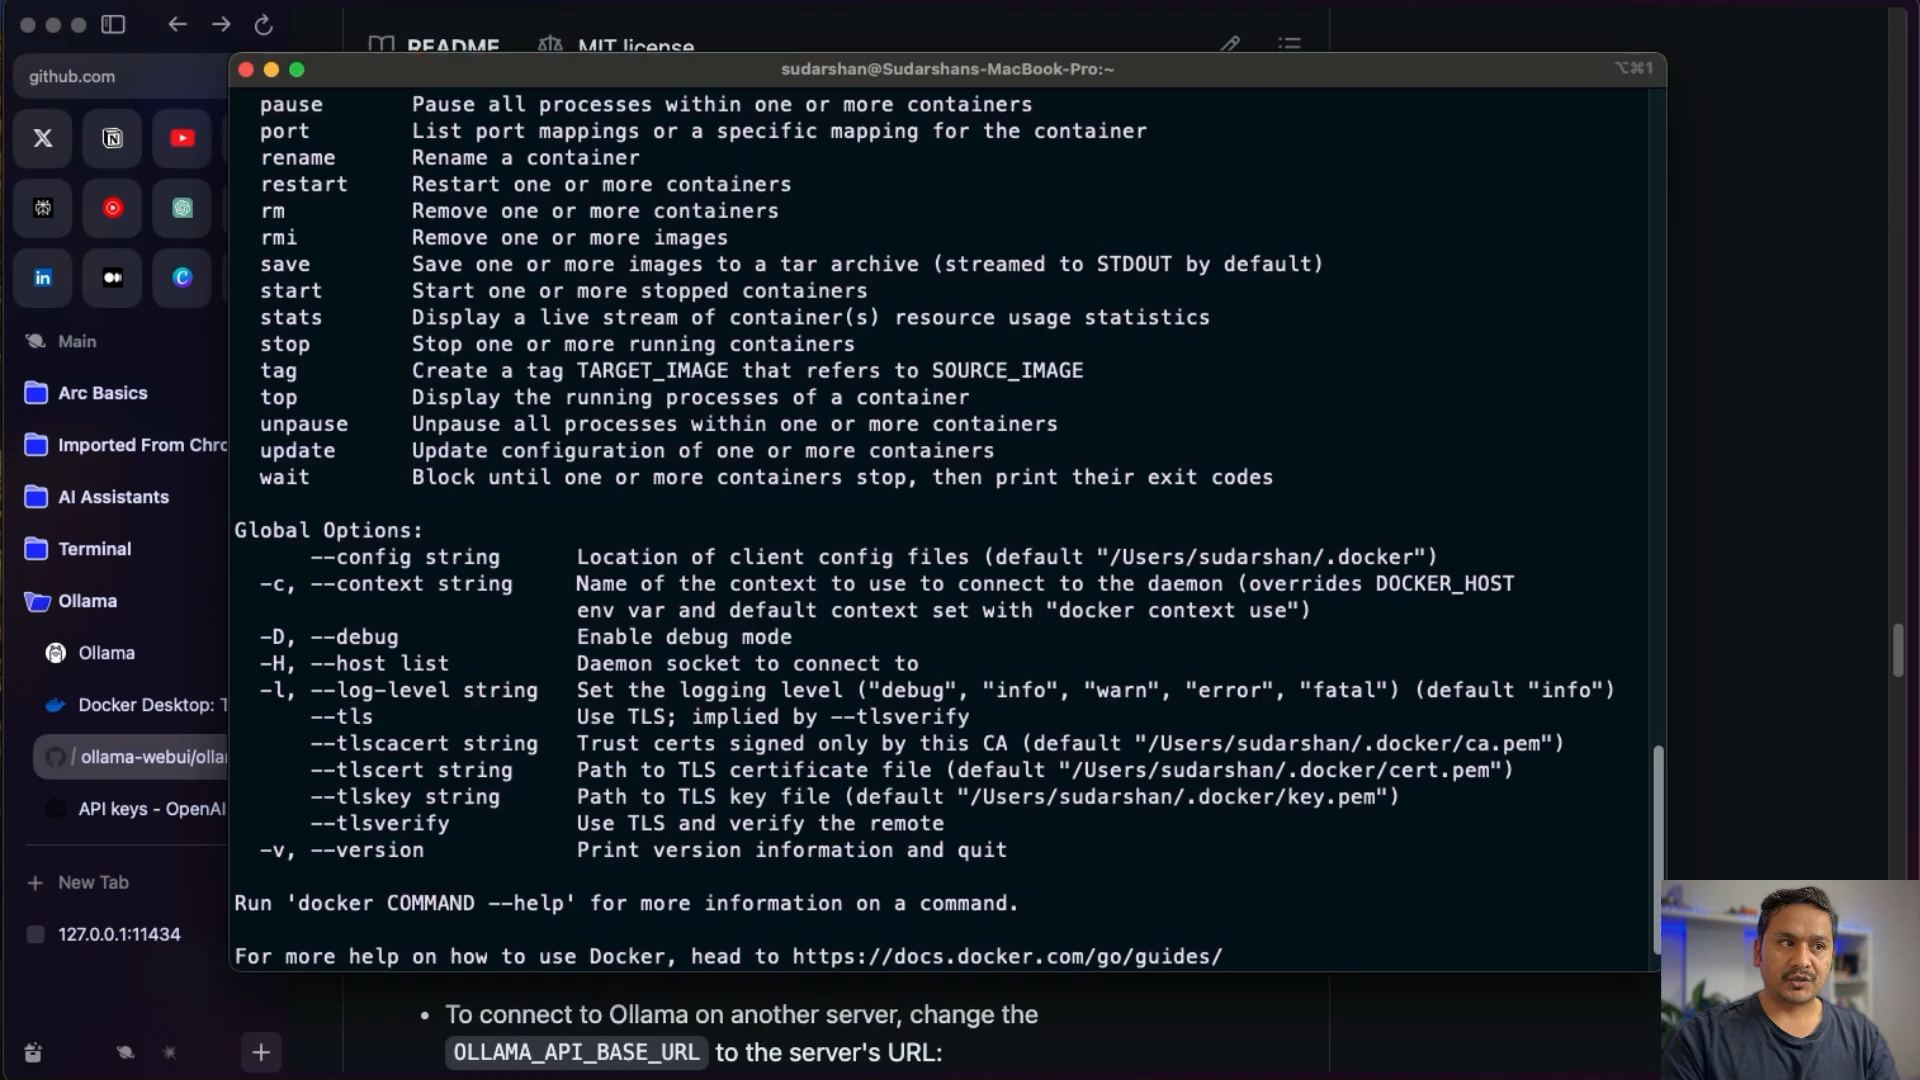 README
MIT license
github.com
sudarshan@Sudarshans-MacBook-Pro:~
⌥⌘1
pause Pause all processes within one or more containers
port List port mappings or a specific mapping for the container
rename Rename a container
restart Restart one or more containers
rm Remove one or more containers
rmi Remove one or more images
save Save one or more images to a tar archive (streamed to STDOUT by default)
start Start one or more stopped containers
stats Display a live stream of container(s) resource usage statistics
stop Stop one or more running containers
tag Create a tag TARGET_IMAGE that refers to SOURCE_IMAGE
top Display the running processes of a container
unpause Unpause all processes within one or more containers
update Update configuration of one or more containers
wait Block until one or more containers stop, then print their exit codes
Global Options:
--config string Location of client config files (default "/Users/sudarshan/.docker")
-c, --context string Name of the context to use to connect to the daemon (overrides DOCKER_HOST
env var and default context set with "docker context use")
-D, --debug Enable debug mode
-H, --host list Daemon socket to connect to
-l, --log-level string Set the logging level ("debug", "info", "warn", "error", "fatal") (default "info")
--tls Use TLS; implied by --tlsverify
--tlscacert string Trust certs signed only by this CA (default "/Users/sudarshan/.docker/ca.pem")
--tlscert string Path to TLS certificate file (default "/Users/sudarshan/.docker/cert.pem")
--tlskey string Path to TLS key file (default "/Users/sudarshan/.docker/key.pem")
--tlsverify Use TLS and verify the remote
-v, --version Print version information and quit
Run 'docker COMMAND --help' for more information on a command.
For more help on how to use Docker, head to https://docs.docker.com/go/guides/
Main
Arc Basics
Imported From Chro
AI Assistants
Terminal
Ollama
Ollama
Docker Desktop: T
/ ollama-webui/ollar
API keys - OpenAI
+ New Tab
127.0.0.1:11434
• To connect to Ollama on another server, change the
OLLAMA_API_BASE_URL to the server's URL: